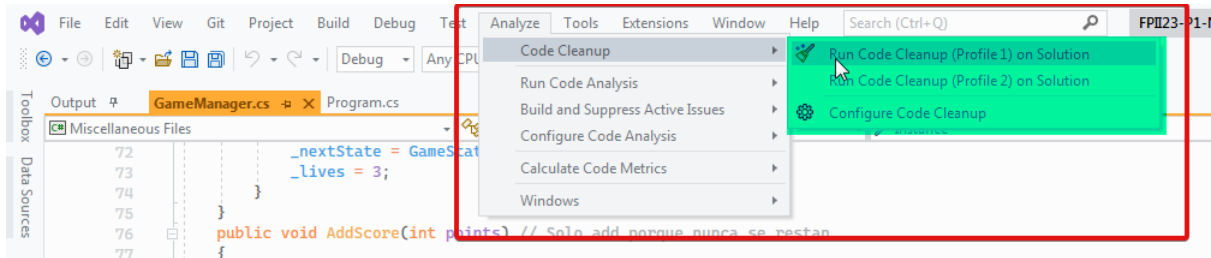 File Edit View Git Project Build Debug Test Analyze Tools Extensions Window Help Search (Ctrl+Q) FPII23-P1-
Debug Any CPU
Code Cleanup
Run Code Cleanup (Profile 1) on Solution
Run Code Analysis
Run Code Cleanup (Profile 2) on Solution
Build and Suppress Active Issues
Configure Code Cleanup
Configure Code Analysis
Calculate Code Metrics
Windows
Toolbox
Data Sources
Output GameManager.cs Program.cs
C# Miscellaneous Files
72 _nextState =
73 _lives = 3;
74 }
75 }
76 public void AddScore(int points) // Solo add porque nunca se restan
77 {